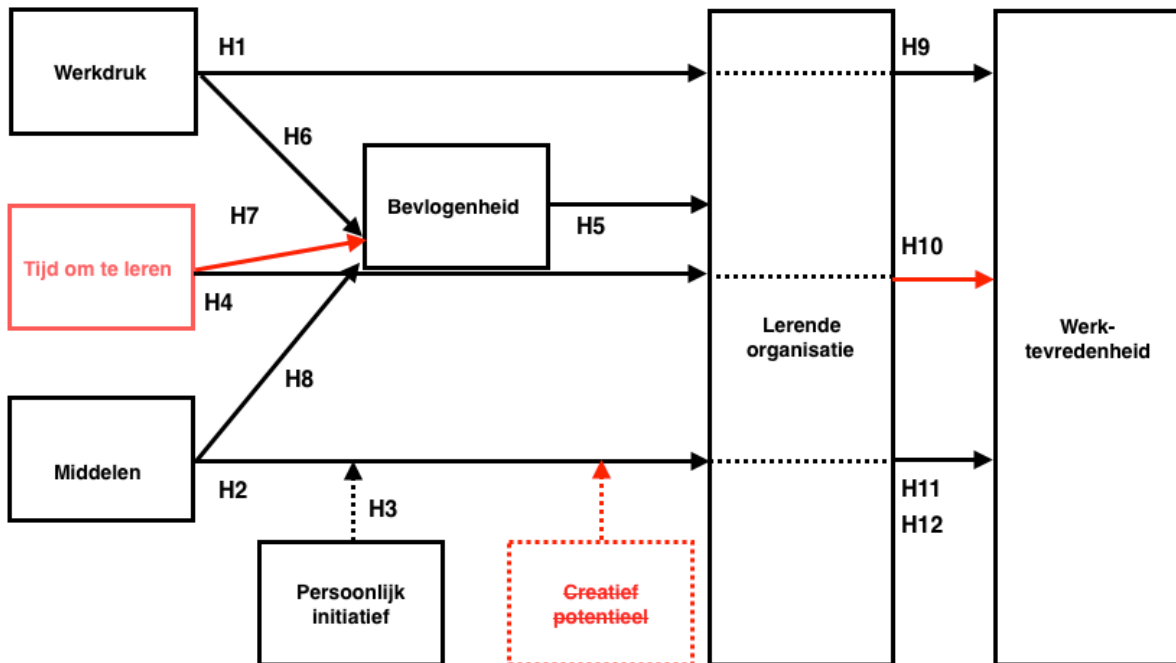 H1
H9
Werkdruk
H6
Bevlogenheid
H7
H5
H10
Tijd om te leren
H4
Lerende
organisatie
Werk-
tevredenheid
H8
Middelen
H2
H3
H11
H12
Persoonlijk
initiatief
Creatief
potentieel